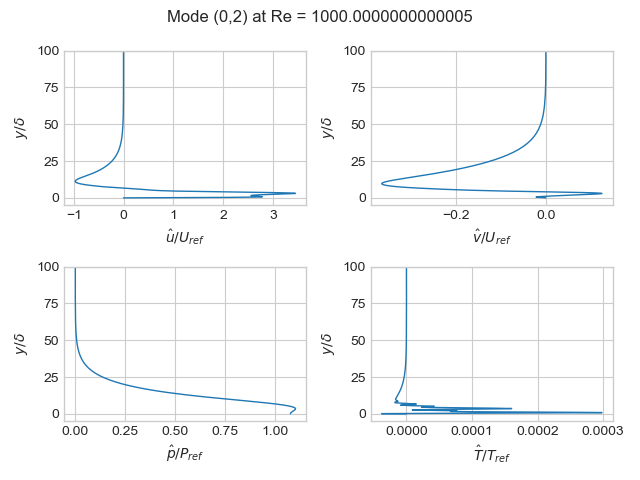 Mode (0,2) at Re = 1000.0000000000005
100
75
50
25
0
y/δ
−1 0 1 2 3
û/U_ref
100
75
50
25
0
y/δ
−0.2 0.0
v̂/U_ref
100
75
50
25
0
y/δ
0.00 0.25 0.50 0.75 1.00
p̂/P_ref
100
75
50
25
0
y/δ
0.0000 0.0001 0.0002 0.0003
T̂/T_ref